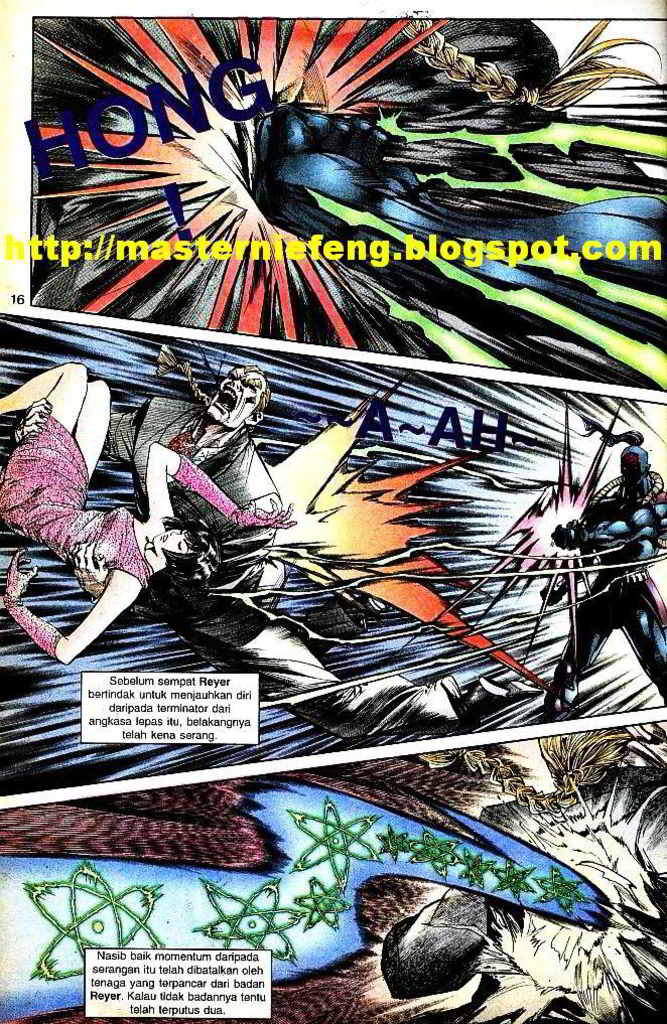 HONG!
http://masterniefeng.blogspot.com
16
~~A~AH~
Sebelum sempat Reyer
bertindak untuk menjauhkan diri
daripada terminator dari
angkasa lepas itu, belakangnya
telah kena serang.
Nasib baik momentum daripada
serangan itu telah dibatalkan oleh
tenaga yang terpancar dari badan
Reyer. Kalau tidak badannya tentu
telah terputus dua.